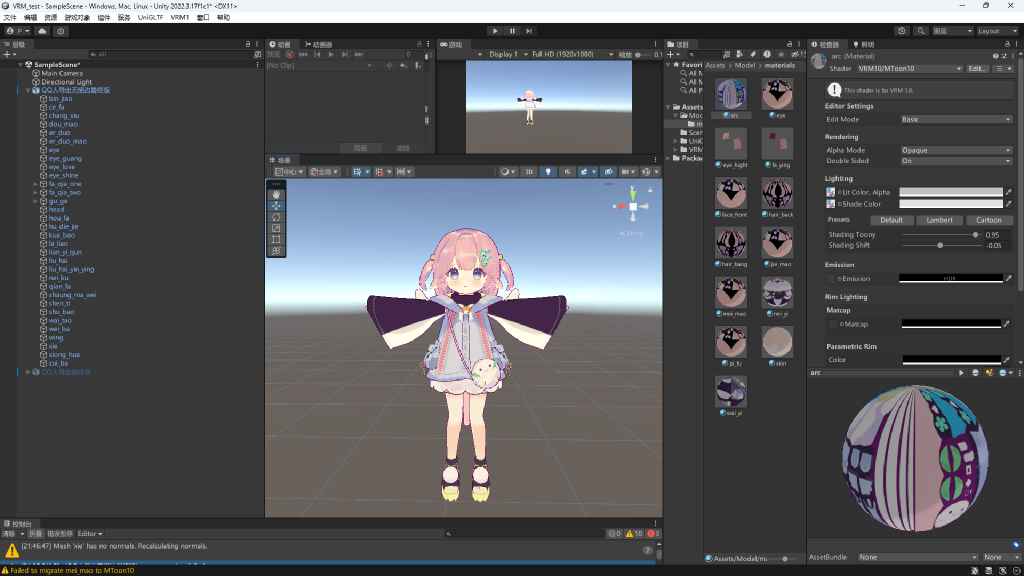 VRM_test - SampleScene - Windows, Mac, Linux - Unity 2022.3.17f1c1* <DX11>
文件 编辑 资源 游戏对象 组件 服务 UniGLTF VRM1 窗口 帮助
P
图层
Layout
层级
All
SampleScene*
Main Camera
Directional Light
QQ人导出无描边最终版
bin_jiao
ce_fa
chang_xiu
dou_mao
er_duo
er_duo_mao
eye
eye_guang
eye_love
eye_shine
fa_qia_one
fa_qia_two
gu_ge
head
hou_fa
hu_die_jie
kua_bao
la_lian
lian_yi_qun
liu_hai
liu_hai_yin_ying
nei_ku
qian_fa
shaung_ma_wei
shen_ti
shu_bao
wai_tao
wei_ba
wing
xie
xiong_hua
zui_ba
QQ人导出最终版
动画
动画器
预览
[No Clip]
游戏
Display 1
Full HD (1920x1080)
缩放
场景
中心
全局
2D
y
x
Persp
项目
15
Favori
All M
All M
All P
Assets
Scen
UniG
VRM
Packag
Assets > Model > materials
arc
eye
eye_hight
fa_ying
face_front
hair_back
hair_bang
jie_mao
mei_mao
nei_yi
pi_fu
skin
wai_yi
Assets/Model/ma
检查器
照明
arc (Material)
Shader VRM10/MToon10
Edit...
This shader is for VRM 1.0.
Editor Settings
Edit Mode Basic
Rendering
Alpha Mode Opaque
Double Sided On
Lighting
Lit Color, Alpha
Shade Color
Presets Default Lambert Cartoon
Shading Toony 0.95
Shading Shift -0.05
Emission
Emission HDR
Rim Lighting
Matcap
Matcap
Parametric Rim
Color
arc
AssetBundle None None
控制台
清除 折叠 错误暂停 Editor
0 10 3
[21:46:47] Mesh 'xie' has no normals. Recalculating normals.
7
Failed to migrate mei_mao to MToon10